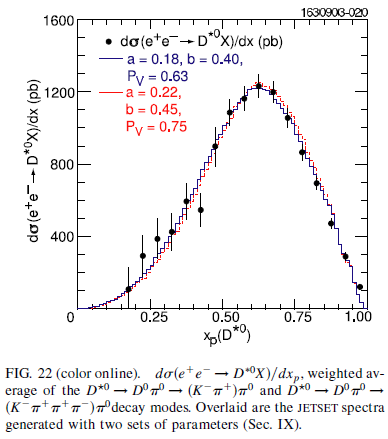 1630903-020
1600
1200
800
400
0
dσ(e⁺e⁻→ D*⁰X)/dx (pb)
dσ(e⁺e⁻→ D*⁰X)/dx (pb)
a = 0.18, b = 0.40,
P_V = 0.63
a = 0.22,
b = 0.45,
P_V = 0.75
0.25 0.50 0.75 1.00
x_p(D*⁰)
FIG. 22 (color online). dσ(e⁺e⁻ → D*⁰X)/dx_p, weighted av-
erage of the D*⁰ → D⁰π⁰ → (K⁻π⁺)π⁰ and D*⁰ → D⁰π⁰ →
(K⁻π⁺π⁺π⁻)π⁰decay modes. Overlaid are the JETSET spectra
generated with two sets of parameters (Sec. IX).